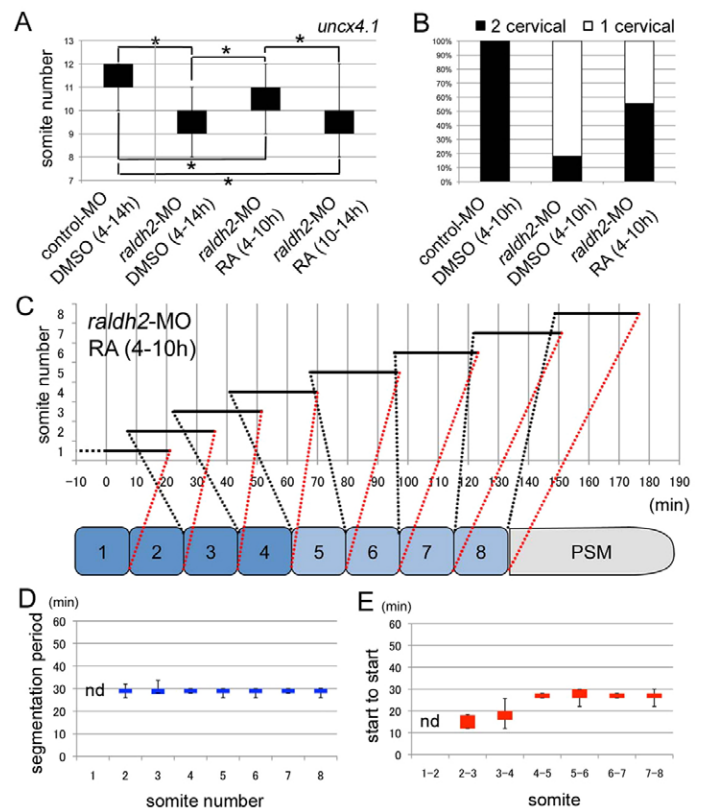 A
uncx4.1
somite number
13
12
11
10
9
8
7
* * *
*
*
control-MO
DMSO (4-14h)
raldh2-MO
DMSO (4-14h)
raldh2-MO
RA (4-10h)
raldh2-MO
RA (10-14h)
B
2 cervical 1 cervical
100%
90%
80%
70%
60%
50%
40%
30%
20%
10%
0%
control-MO
DMSO (4-10h)
raldh2-MO
DMSO (4-10h)
raldh2-MO
RA (4-10h)
C
raldh2-MO
RA (4-10h)
somite number
8
7
6
5
4
3
2
1
−10 0 10 20 30 40 50 60 70 80 90 100 110 120 130 140 150 160 170 180 190
(min)
1 2 3 4 5 6 7 8 PSM
D (min)
segmentation period
60
50
40
30
20
10
0
nd
1 2 3 4 5 6 7 8
somite number
E (min)
start to start
60
50
40
30
20
10
0
nd
1-2 2-3 3-4 4-5 5-6 6-7 7-8
somite